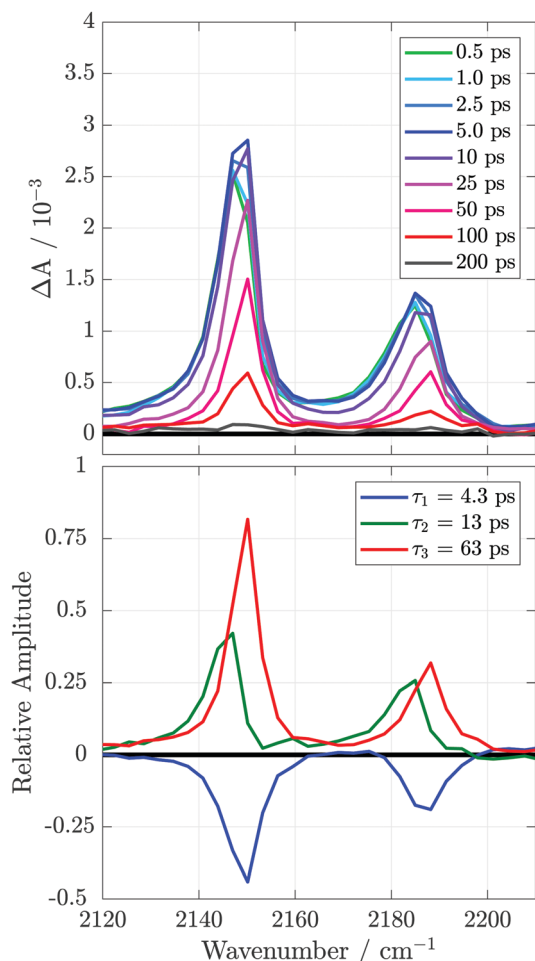 4
3.5
3
2.5
2
1.5
1
0.5
0
ΔA / 10⁻³
0.5 ps
1.0 ps
2.5 ps
5.0 ps
10 ps
25 ps
50 ps
100 ps
200 ps
1
0.75
0.5
0.25
0
-0.25
-0.5
Relative Amplitude
τ₁ = 4.3 ps
τ₂ = 13 ps
τ₃ = 63 ps
2120 2140 2160 2180 2200
Wavenumber / cm⁻¹